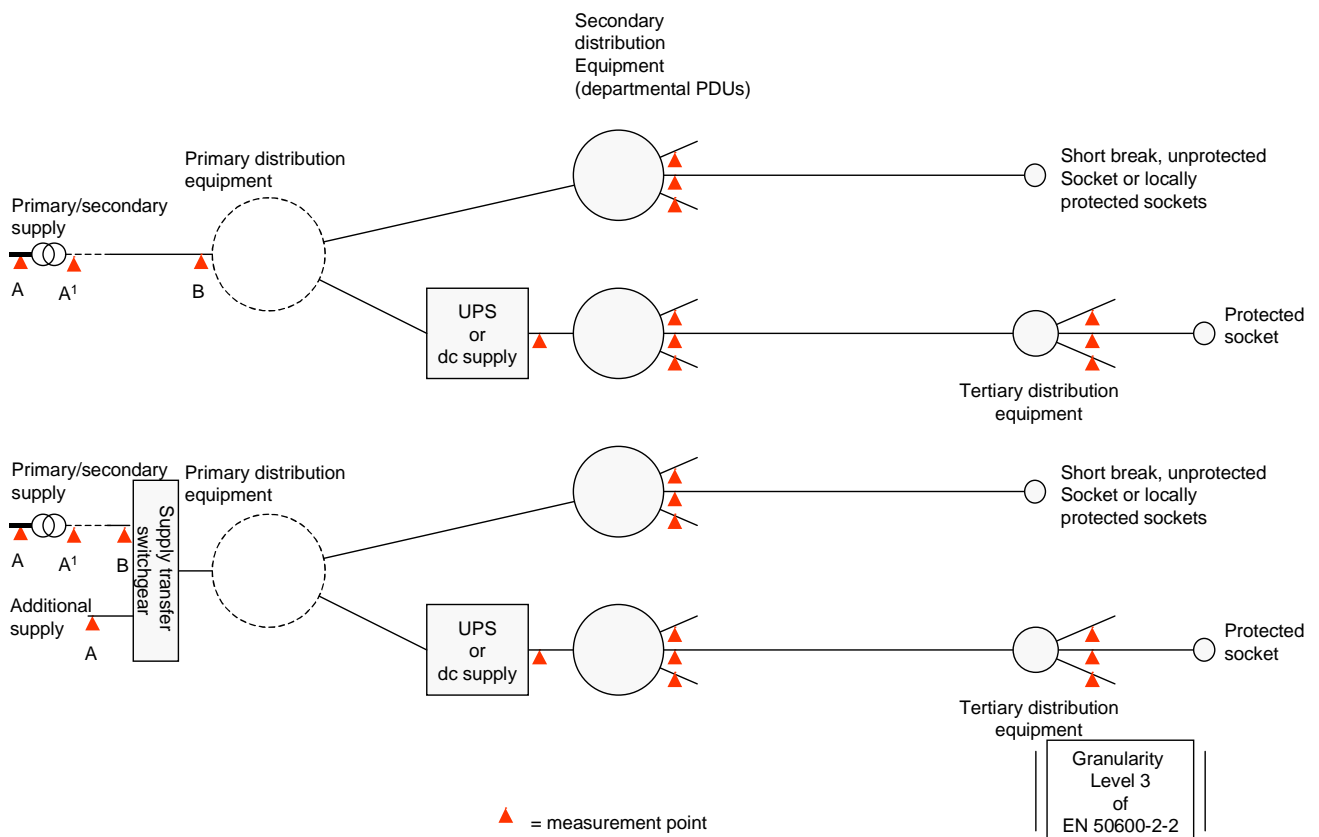 Secondary
distribution
Equipment
(departmental PDUs)
Primary distribution
equipment
Short break, unprotected
Socket or locally
protected sockets
Primary/secondary
supply
A
A¹
B
UPS
or
dc supply
Protected
socket
Tertiary distribution
equipment
Primary/secondary
supply
Primary distribution
equipment
Short break, unprotected
Socket or locally
protected sockets
A
A¹
B
Supply transfer
switchgear
Additional
supply
A
UPS
or
dc supply
Protected
socket
Tertiary distribution
equipment
Granularity
Level 3
of
EN 50600-2-2
= measurement point